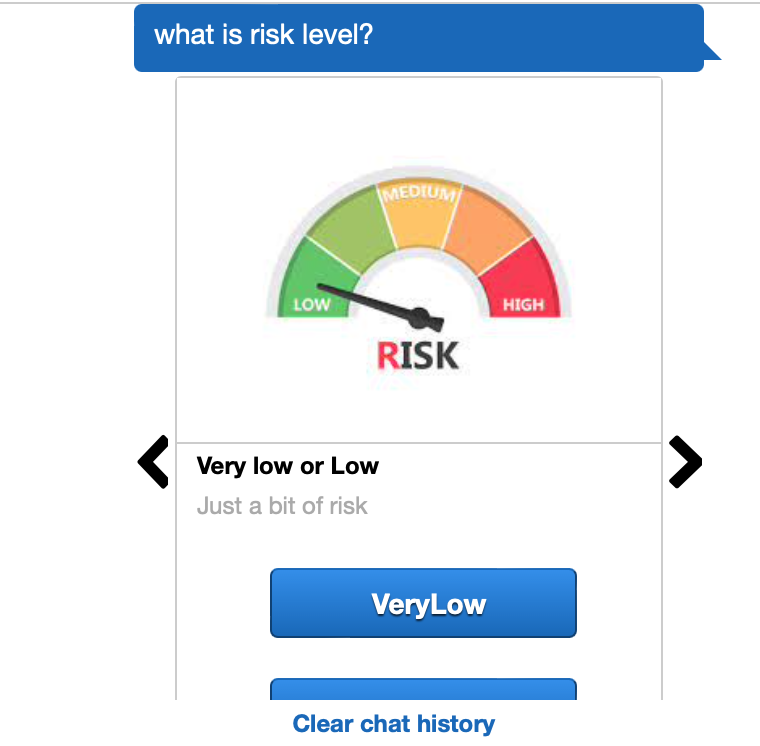 what is risk level?
MEDIUM
LOW
HIGH
RISK
Very low or Low
Just a bit of risk
VeryLow
Clear chat history